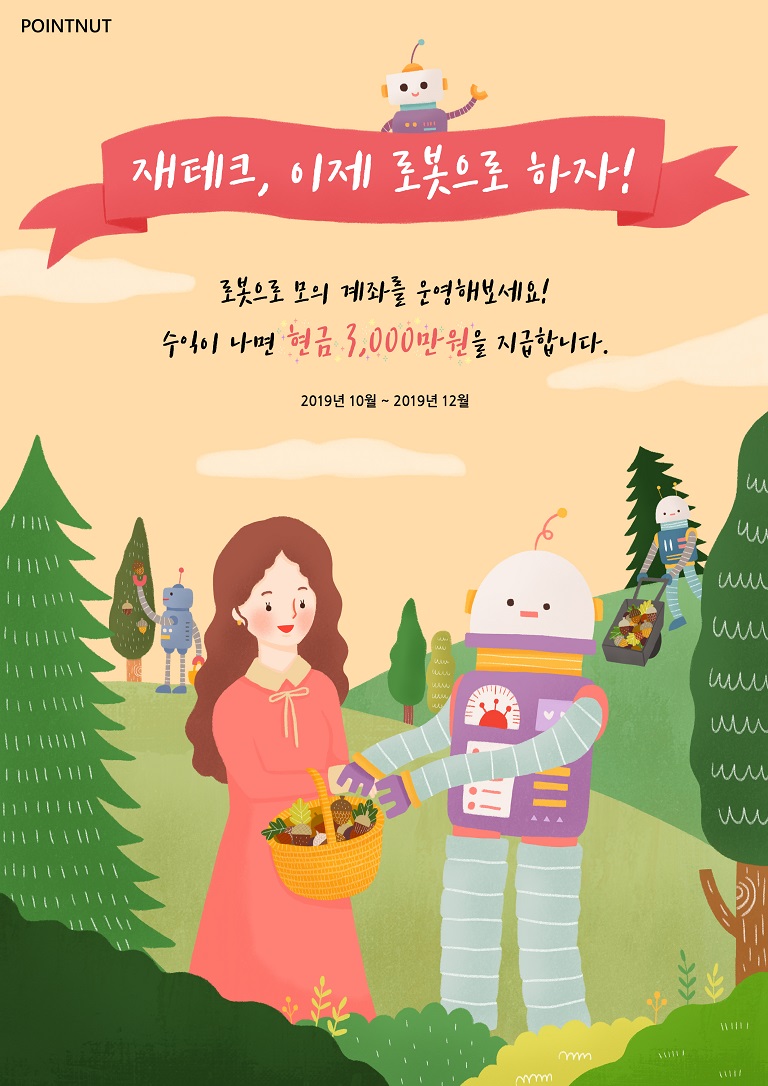 POINTNUT
재테크, 이제 로봇으로 하자!
로봇으로 모의 계좌를 운영해보세요!
수익이 나면 현금 3,000만원을 지급합니다.
2019년 10월 ~ 2019년 12월